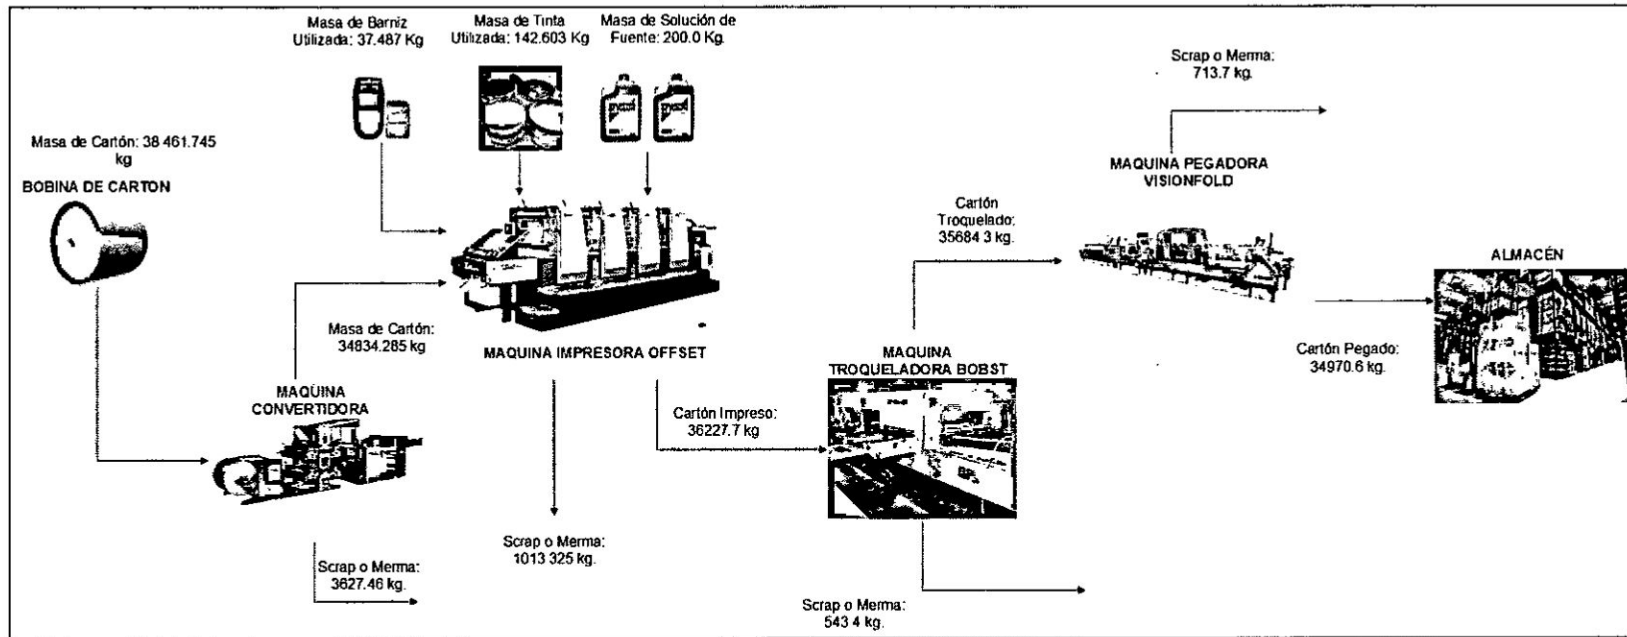 Masa de Barniz
Utilizada: 37.487 Kg
Masa de Tinta
Utilizada: 142.603 Kg
Masa de Solución de
Fuente: 200.0 Kg.
Scrap o Merma:
713.7 kg.
Masa de Cartón: 38 461.745
kg
BOBINA DE CARTON
MAQUINA PEGADORA
VISIONFOLD
Cartón
Troquelado:
35684 3 kg.
ALMACÉN
Masa de Cartón:
34834.285 kg
MAQUINA IMPRESORA OFFSET
MAQUINA
TROQUELADORA BOBST
Cartón Pegado:
34970.6 kg.
MAQUINA
CONVERTIDORA
Cartón Impreso:
36227.7 kg
Scrap o Merma:
1013 325 kg.
Scrap o Merma:
3627.46 kg.
Scrap o Merma:
543 4 kg.